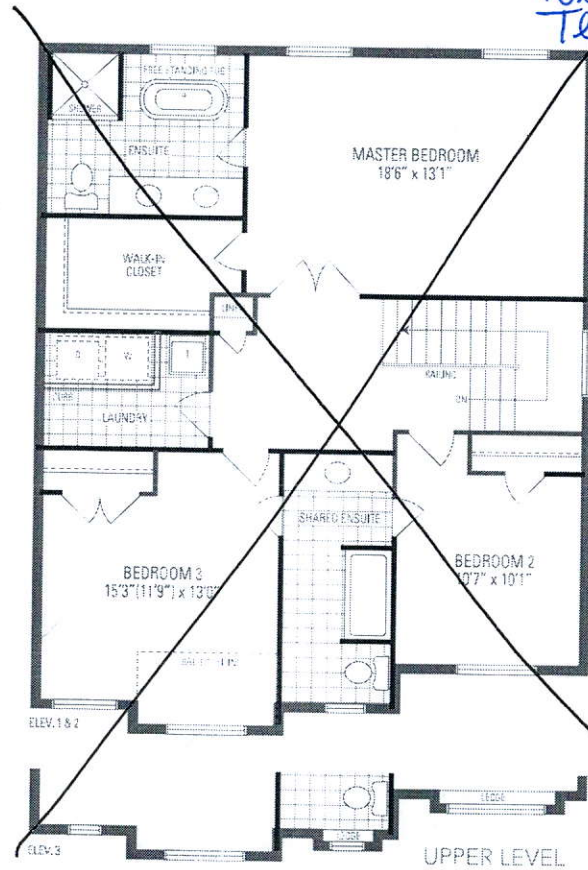 FREE STANDING TUB
SHOWER
ENSUITE
MASTER BEDROOM
18'6" x 13'1"
WALK-IN
CLOSET
LINEN
D
W
T
LAUNDRY
RAILING
DN
SHARED ENSUITE
BEDROOM 3
15'3"(11'9") x 13'0"
BEDROOM 2
10'7" x 10'1"
ELEV. 1 & 2
LEDGE
LEDGE
ELEV. 3
UPPER LEVEL